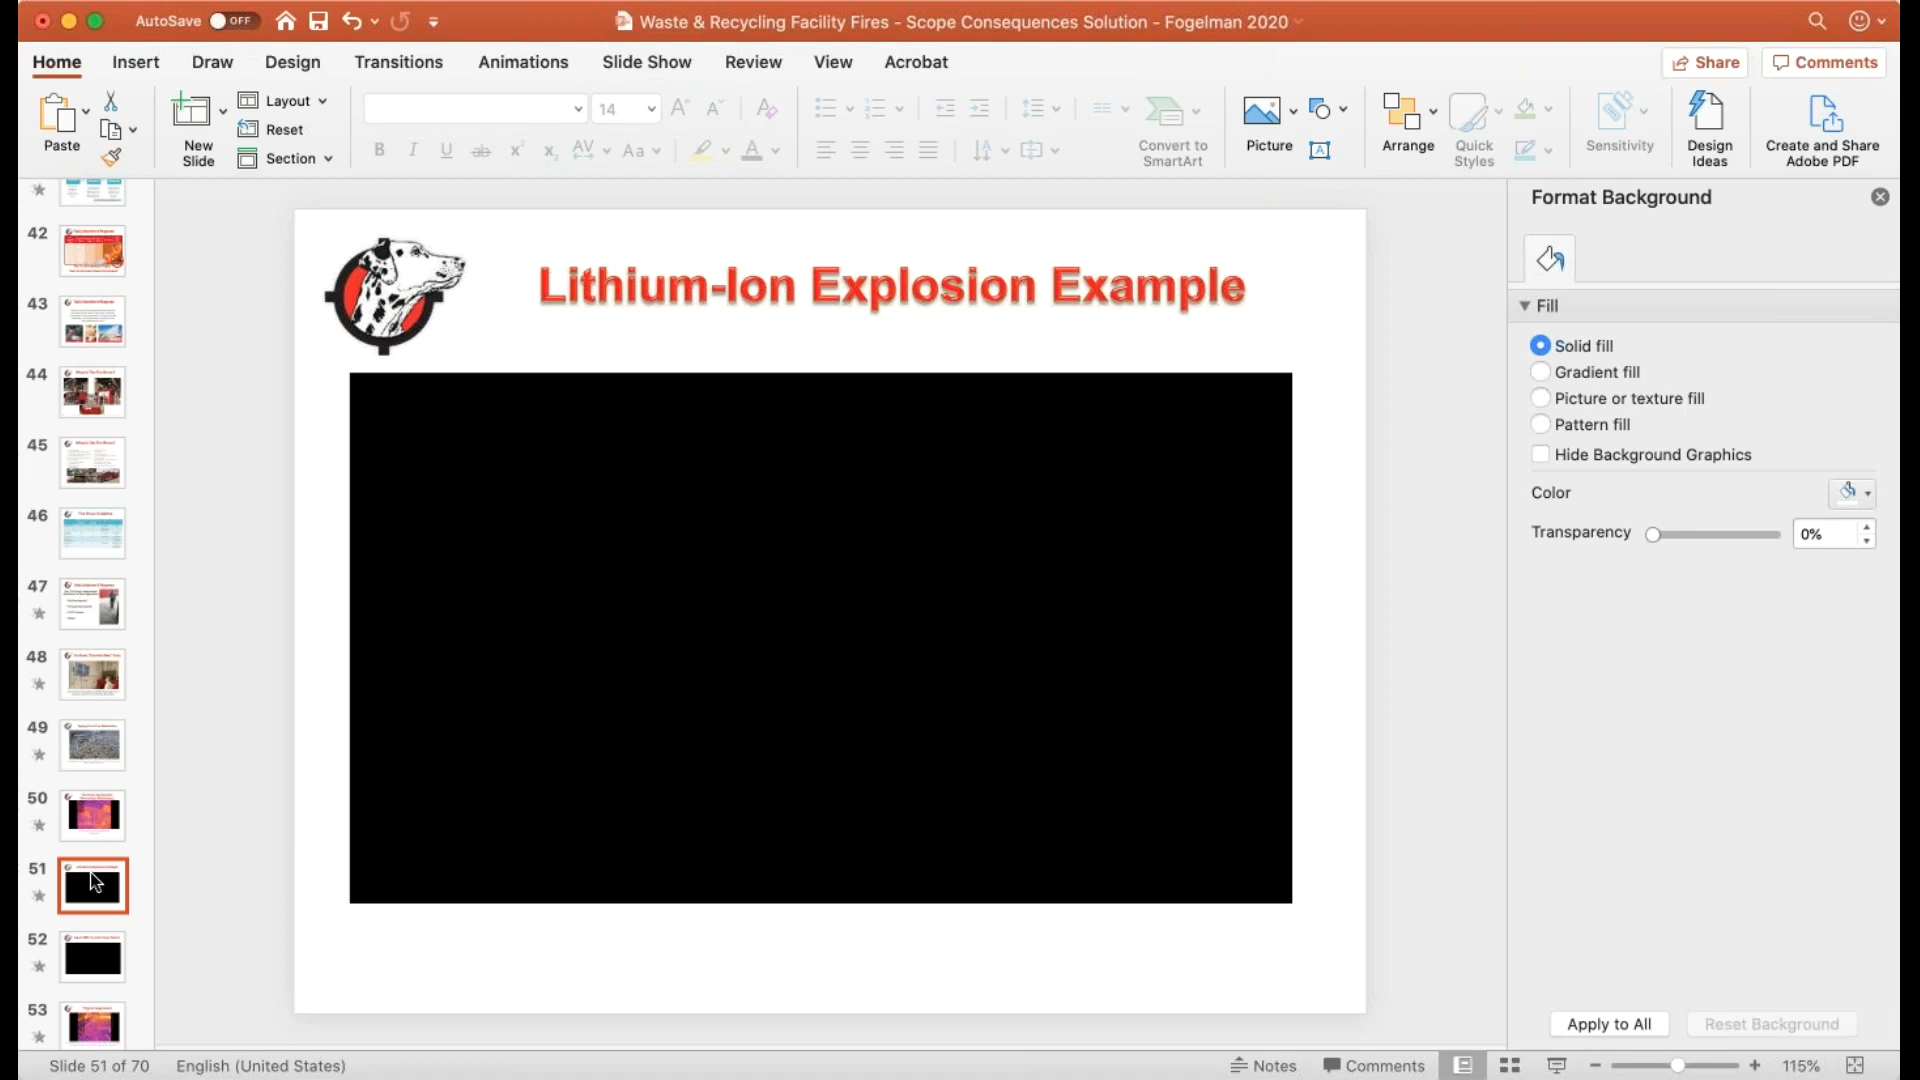 AutoSave OFF
Waste & Recycling Facility Fires - Scope Consequences Solution - Fogelman 2020
Home Insert Draw Design Transitions Animations Slide Show Review View Acrobat
Share Comments
Paste
New Slide
Layout
Reset
Section
14
B I U ab x² x₂ AV Aa A
Convert to SmartArt
Picture
Arrange
Quick Styles
Sensitivity
Design Ideas
Create and Share Adobe PDF
42
43
44
45
46
47
48
49
50
51
52
53
Lithium-Ion Explosion Example
Format Background
Fill
Solid fill
Gradient fill
Picture or texture fill
Pattern fill
Hide Background Graphics
Color
Transparency 0%
Apply to All Reset Background
Slide 51 of 70 English (United States)
Notes Comments 115%